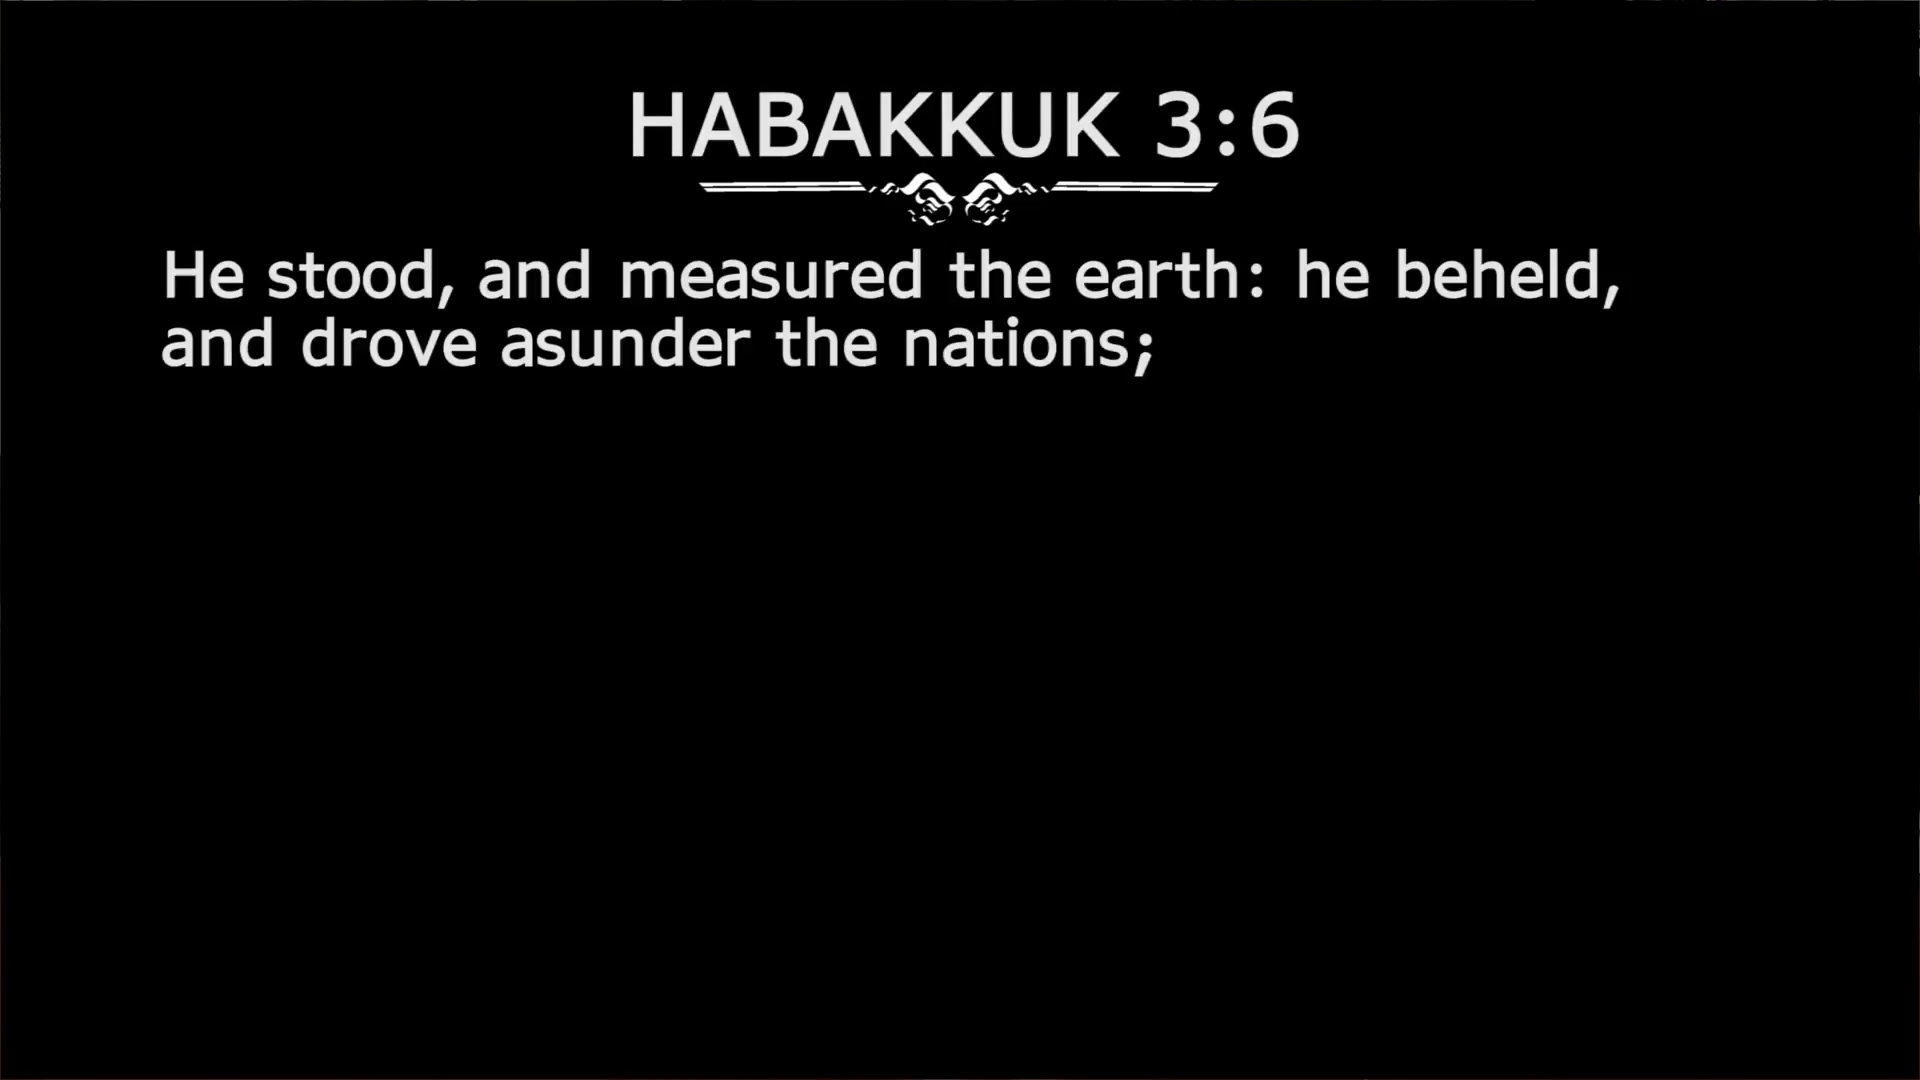 HABAKKUK 3:6
He stood, and measured the earth: he beheld,
and drove asunder the nations;